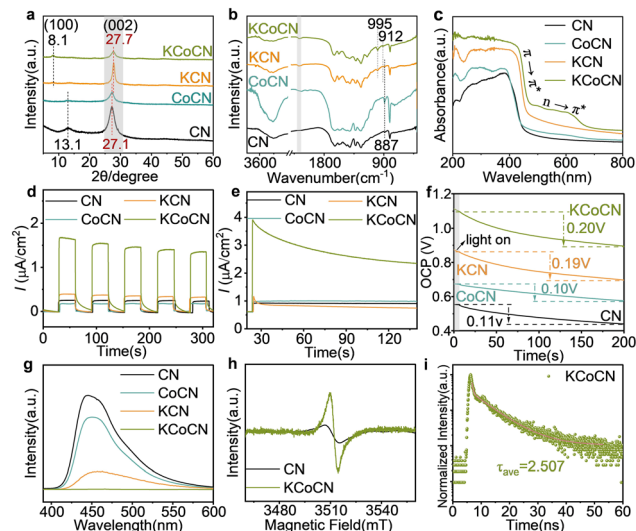 a
(100)
(002)
8.1
27.7
KCoCN
KCN
CoCN
CN
13.1
27.1
Intensity(a.u.)
10 20 30 40 50
2θ/degree
b
995
912
KCoCN
KCN
CoCN
CN
887
Intensity(a.u.)
3600 1800 900
Wavenumber(cm-1)
c
CN
CoCN
KCN
KCoCN
π → π*
n → π*
Absorbance(a.u.)
200 300 400 500 600 700 800
Wavelength(nm)
d
CN
KCN
CoCN
KCoCN
I (μA/cm2)
2
1
0
0 100 200 300
Time(s)
e
CN
KCN
CoCN
KCoCN
I (μA/cm2)
5
4
3
2
1
0
30 60 90 120
Time(s)
f
KCoCN
0.20V
light on
KCN
0.19V
CoCN
0.10V
0.11v
CN
OCP (V)
1.2
1.0
0.8
0.6
0.4
0 50 100 150 200
Time(s)
g
CN
CoCN
KCN
KCoCN
Intensity(a.u.)
400 450 500 550 600
Wavelength(nm)
h
CN
KCoCN
Intensity(a.u.)
3480 3510 3540
Magnetic Field(mT)
i
KCoCN
τave=2.507
Normalized Intensity(a.u.)
0 10 20 30 40 50 60
Time(ns)